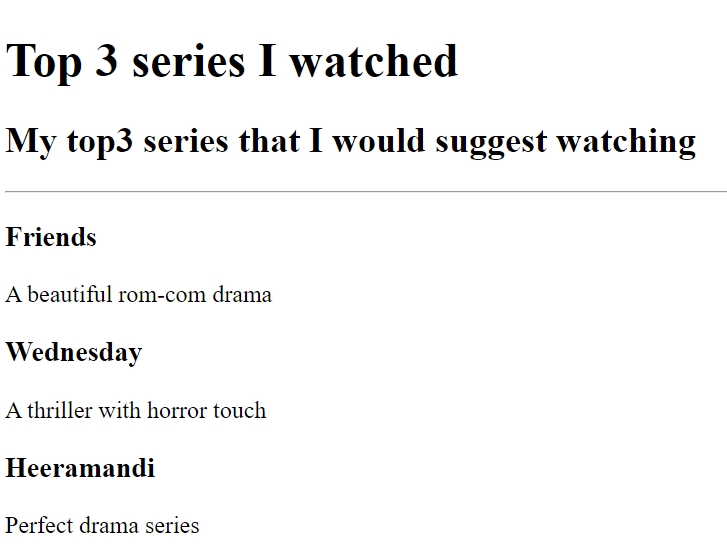 Top 3 series I watched
My top3 series that I would suggest watching
Friends
A beautiful rom-com drama
Wednesday
A thriller with horror touch
Heeramandi
Perfect drama series